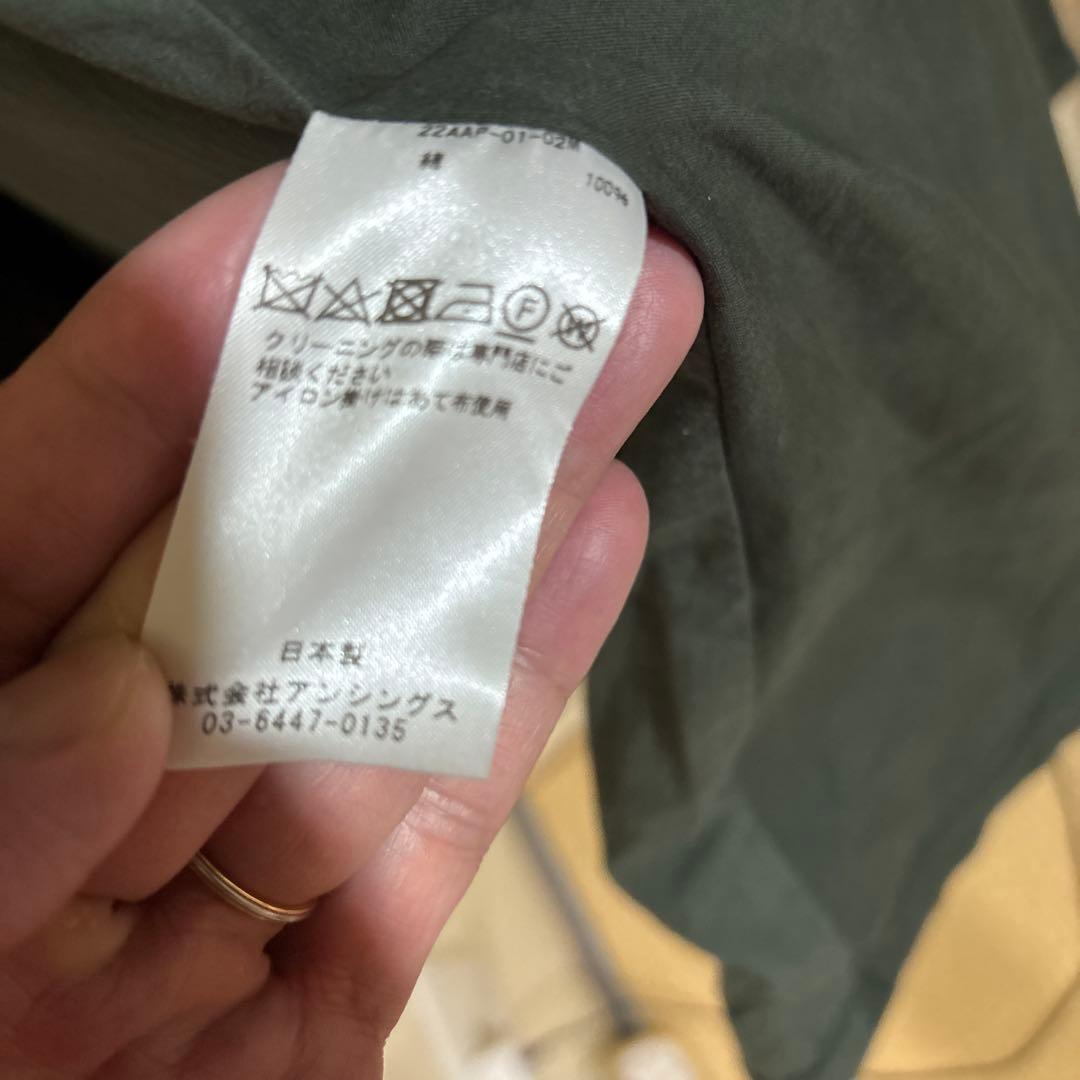 22AAP-01-02M
綿 100%
F
クリーニングの際は専門店にご
相談ください
アイロン掛けはあて布使用
日本製
株式会社アンシングス
03-6447-0135